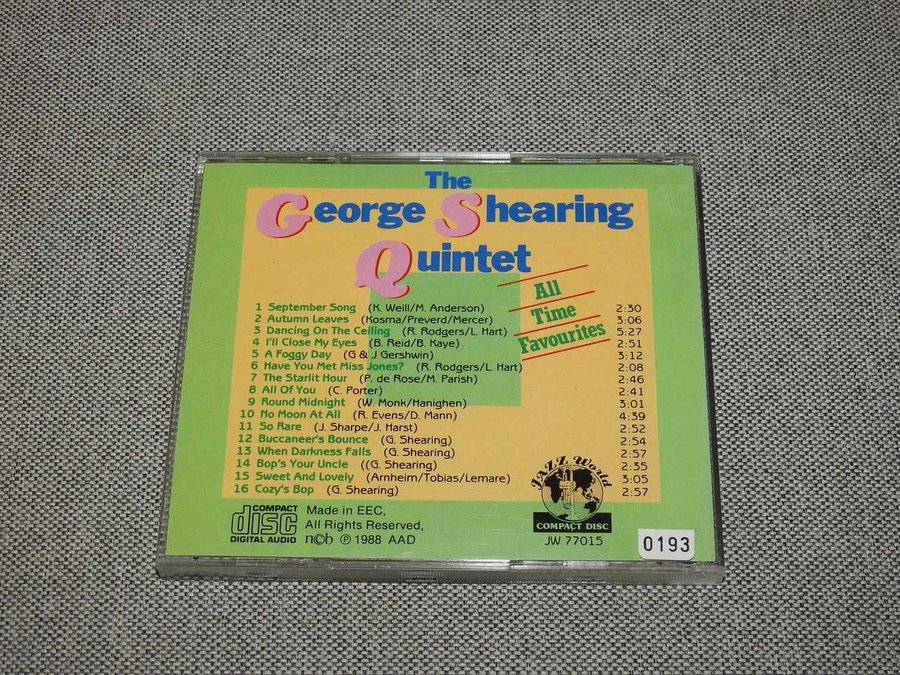 The
George Shearing
Quintet
All
Time
Favourites
1 September Song (K. Weill/M. Anderson) 2:30
2 Autumn Leaves (Kosma/Preverd/Mercer) 3:06
3 Dancing On The Ceiling (R. Rodgers/L. Hart) 5:27
4 I'll Close My Eyes (B. Reid/B. Kaye) 2:51
5 A Foggy Day (G & J Gershwin) 3:12
6 Have You Met Miss Jones? (R. Rodgers/L. Hart) 2:08
7 The Starlit Hour (P. de Rose/M. Parish) 2:46
8 All Of You (C. Porter) 2:41
9 Round Midnight (W. Monk/Hanighen) 3:01
10 No Moon At All (R. Evens/D. Mann) 4:39
11 So Rare (J. Sharpe/J. Harst) 2:52
12 Buccaneer's Bounce (G. Shearing) 2:54
13 When Darkness Falls (G. Shearing) 2:57
14 Bop's Your Uncle ((G. Shearing) 2:35
15 Sweet And Lovely (Arnheim/Tobias/Lemare) 3:05
16 Cozy's Bop (G. Shearing) 2:57
JAZZ World
COMPACT DISC
JW 77015
COMPACT
disc
DIGITAL AUDIO
Made in EEC,
All Rights Reserved,
n©b ℗ 1988 AAD
0193